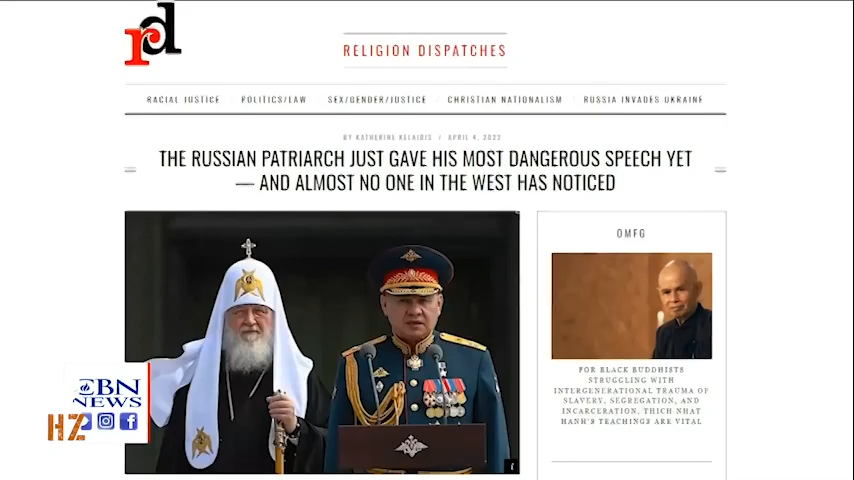 rd
RELIGION DISPATCHES
RACIAL JUSTICE
POLITICS/LAW
SEX/GENDER/JUSTICE
CHRISTIAN NATIONALISM
RUSSIA INVADES UKRAINE
BY KATHERINE KELAIDIS / APRIL 4, 2022
THE RUSSIAN PATRIARCH JUST GAVE HIS MOST DANGEROUS SPEECH YET
— AND ALMOST NO ONE IN THE WEST HAS NOTICED
OMFG
FOR BLACK BUDDHISTS
STRUGGLING WITH
INTERGENERATIONAL TRAUMA OF
SLAVERY, SEGREGATION, AND
INCARCERATION, THICH NHAT
HANH'S TEACHINGS ARE VITAL
CBN
NEWS
HZ
f